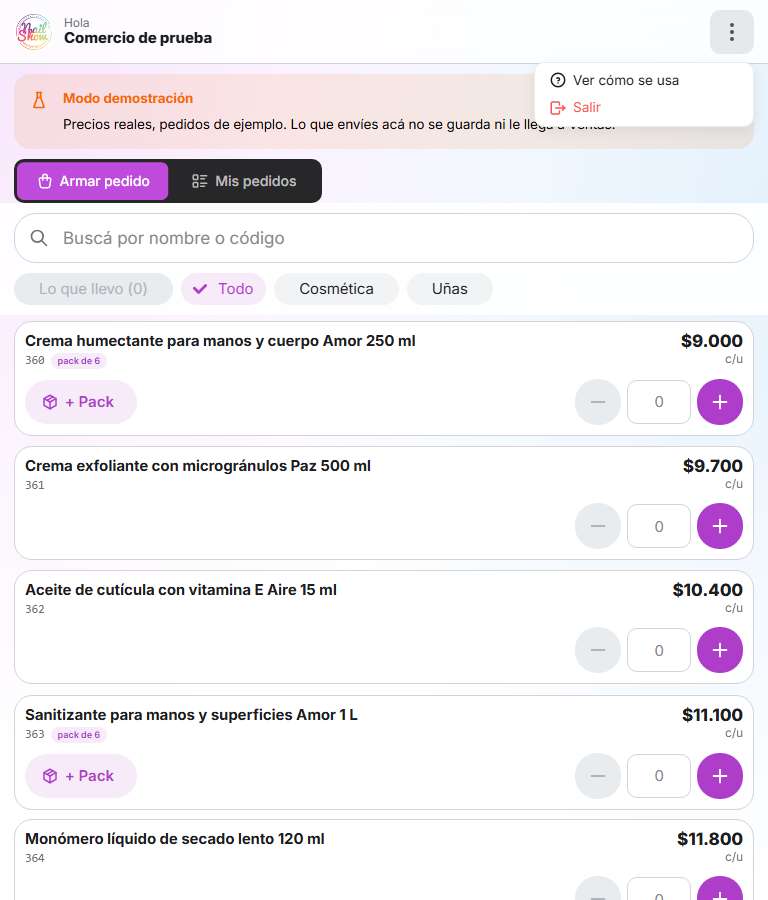 Nail Show
Hola
Comercio de prueba
Ver cómo se usa
Salir
Modo demostración
Precios reales, pedidos de ejemplo. Lo que envíes acá no se guarda ni le llega a Ventas.
Armar pedido
Mis pedidos
Buscá por nombre o código
Lo que llevo (0)
Todo
Cosmética
Uñas
Crema humectante para manos y cuerpo Amor 250 ml
$9.000
360 pack de 6
c/u
+ Pack
0
Crema exfoliante con microgránulos Paz 500 ml
$9.700
361
c/u
0
Aceite de cutícula con vitamina E Aire 15 ml
$10.400
362
c/u
0
Sanitizante para manos y superficies Amor 1 L
$11.100
363 pack de 6
c/u
+ Pack
0
Monómero líquido de secado lento 120 ml
$11.800
364
c/u
0